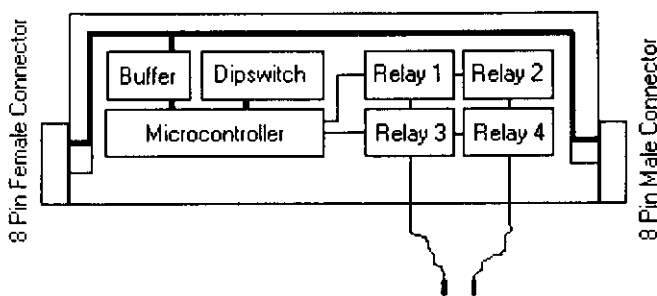 8 Pin Female Connector
Buffer
Dipswitch
Relay 1
Relay 2
Microcontroller
Relay 3
Relay 4
8 Pin Male Connector